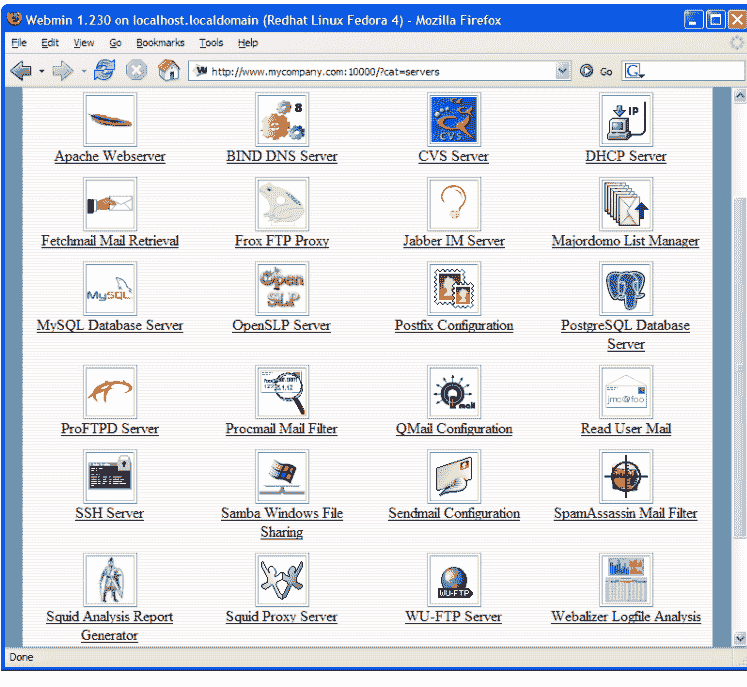 Webmin 1.230 on localhost.localdomain (Redhat Linux Fedora 4) - Mozilla Firefox
File Edit View Go Bookmarks Tools Help
http://www.mycompany.com:10000/?cat=servers Go
Apache Webserver BIND DNS Server CVS Server DHCP Server
Fetchmail Mail Retrieval Frox FTP Proxy Jabber IM Server Majordomo List Manager
MySQL Database Server OpenSLP Server Postfix Configuration PostgreSQL Database
Server
ProFTPD Server Procmail Mail Filter QMail Configuration Read User Mail
SSH Server Samba Windows File Sendmail Configuration SpamAssassin Mail Filter
Sharing
Squid Analysis Report Squid Proxy Server WU-FTP Server Webalizer Logfile Analysis
Generator
Done